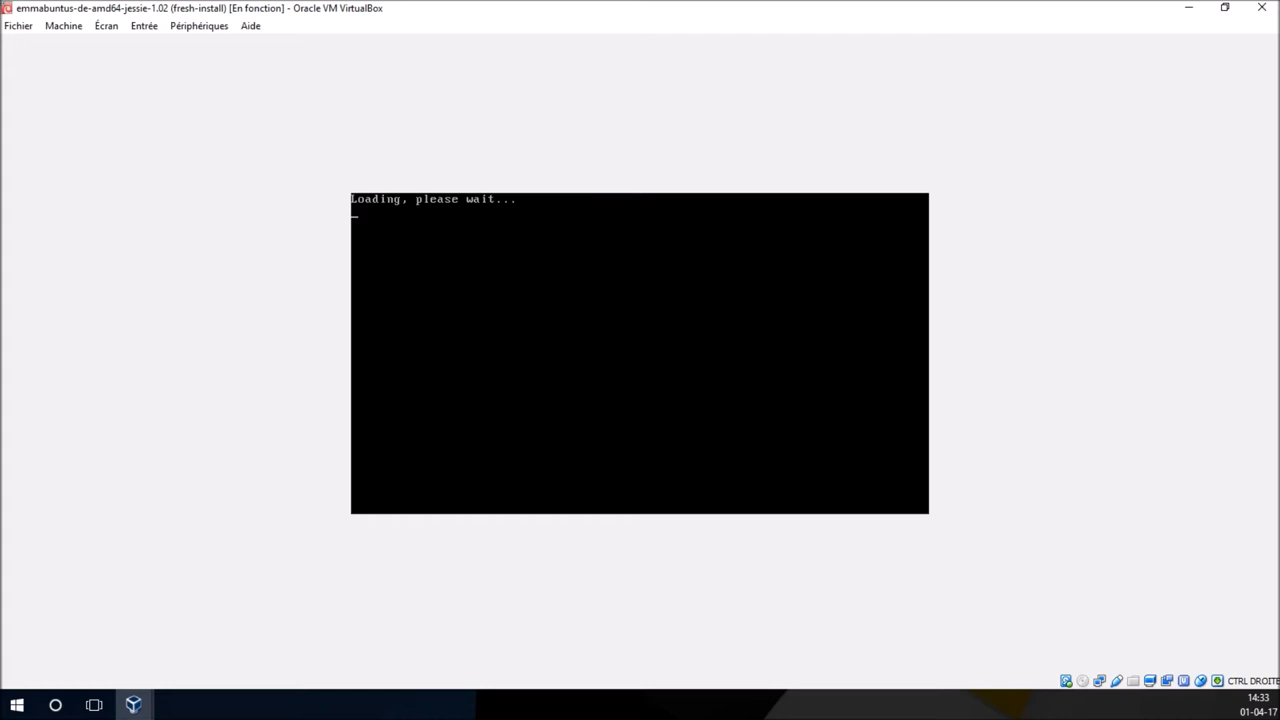 emmabuntus-de-amd64-jessie-1.02 (fresh-install) [En fonction] - Oracle VM VirtualBox
Fichier Machine Écran Entrée Périphériques Aide
Loading, please wait...
_
CTRL DROITE
14:33
01-04-17